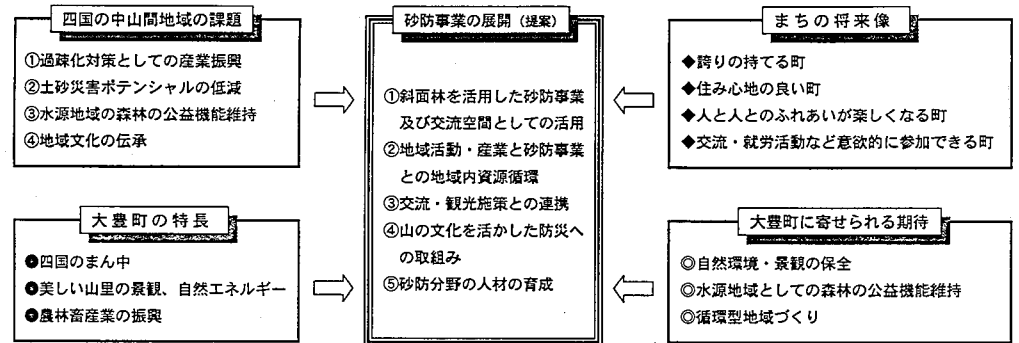 四国の中山間地域の課題
①過疎化対策としての産業振興
②土砂災害ポテンシャルの低減
③水源地域の森林の公益機能維持
④地域文化の伝承
大豊町の特長
●四国のまん中
●美しい山里の景観、自然エネルギー
●農林畜産業の振興
砂防事業の展開（提案）
①斜面林を活用した砂防事業
及び交流空間としての活用
②地域活動・産業と砂防事業
との地域内資源循環
③交流・観光施策との連携
④山の文化を活かした防災へ
の取組み
⑤砂防分野の人材の育成
まちの将来像
◆誇りの持てる町
◆住み心地の良い町
◆人と人とのふれあいが楽しくなる町
◆交流・就労活動など意欲的に参加できる町
大豊町に寄せられる期待
◎自然環境・景観の保全
◎水源地域としての森林の公益機能維持
◎循環型地域づくり